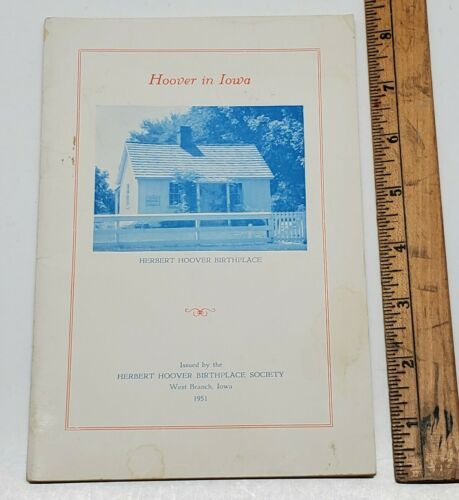 Hoover in Iowa
HERBERT HOOVER BIRTHPLACE
Issued by the
HERBERT HOOVER BIRTHPLACE SOCIETY
West Branch, Iowa
1951
8
7
6
5
4
3
2
1